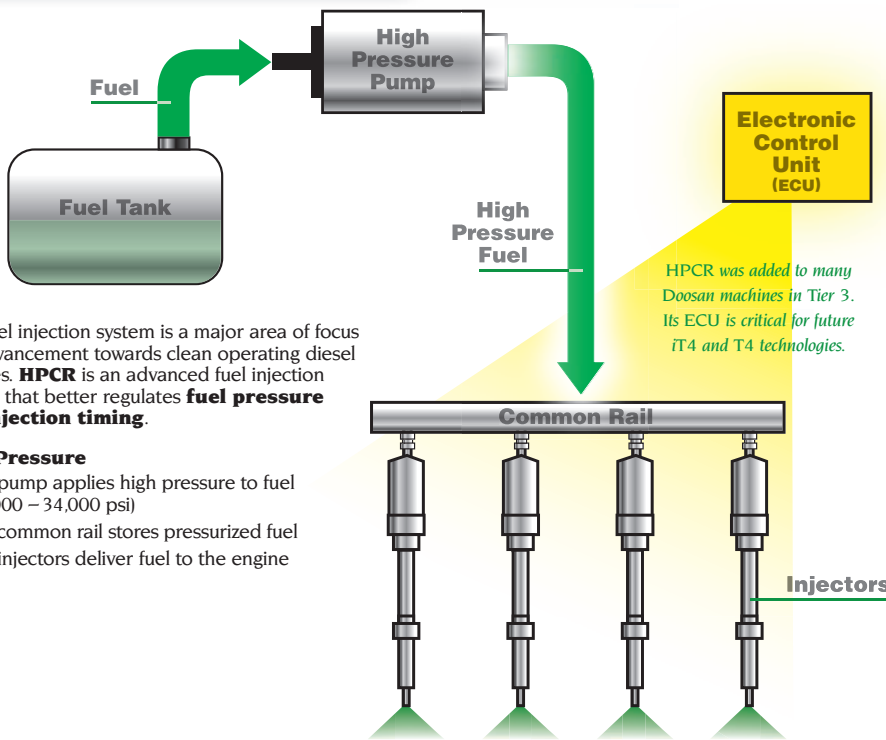 High
Pressure
Pump
Fuel
Electronic
Control
Unit
(ECU)
Fuel Tank
High
Pressure
Fuel
HPCR was added to many
Doosan machines in Tier 3.
Its ECU is critical for future
iT4 and T4 technologies.
el injection system is a major area of focus
vancement towards clean operating diesel
es. HPCR is an advanced fuel injection
that better regulates fuel pressure
jection timing.
Common Rail
Pressure
pump applies high pressure to fuel
000 – 34,000 psi)
common rail stores pressurized fuel
injectors deliver fuel to the engine
Injectors